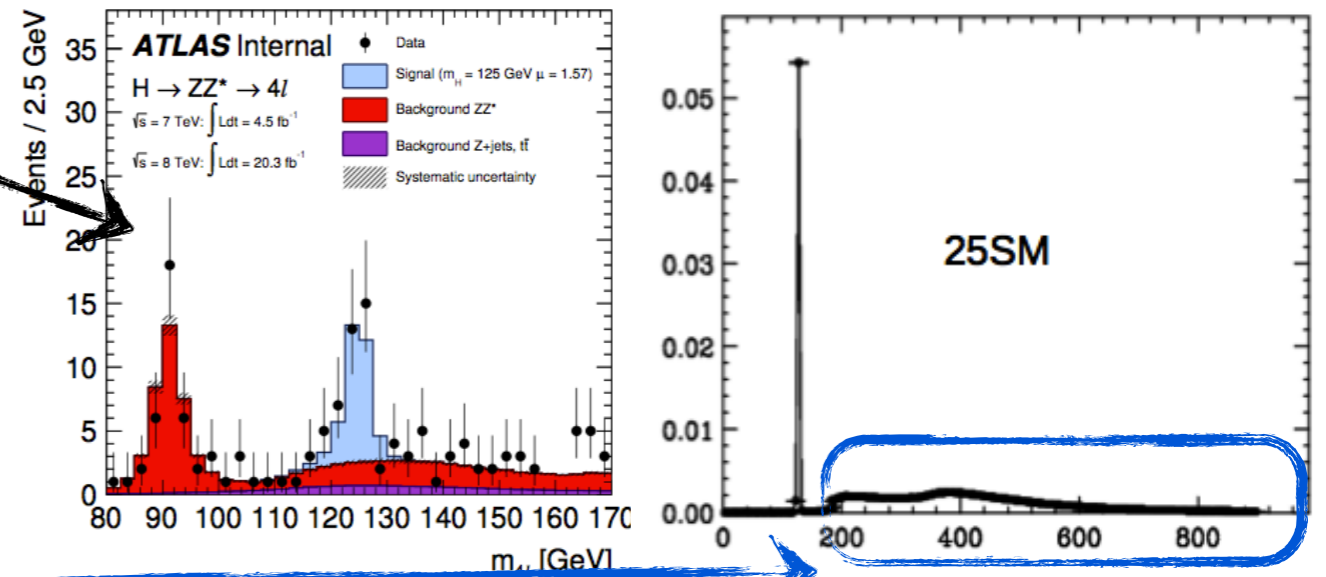 ATLAS Internal
H → ZZ* → 4l
√s = 7 TeV: ∫Ldt = 4.5 fb⁻¹
√s = 8 TeV: ∫Ldt = 20.3 fb⁻¹
Data
Signal (m_H = 125 GeV μ = 1.57)
Background ZZ*
Background Z+jets, tt̄
Systematic uncertainty
Events / 2.5 GeV
35
30
25
20
15
10
5
0
80 90 100 110 120 130 140 150 160 170
[GeV]
25SM
0.05
0.04
0.03
0.02
0.01
0.00
0 200 400 600 800